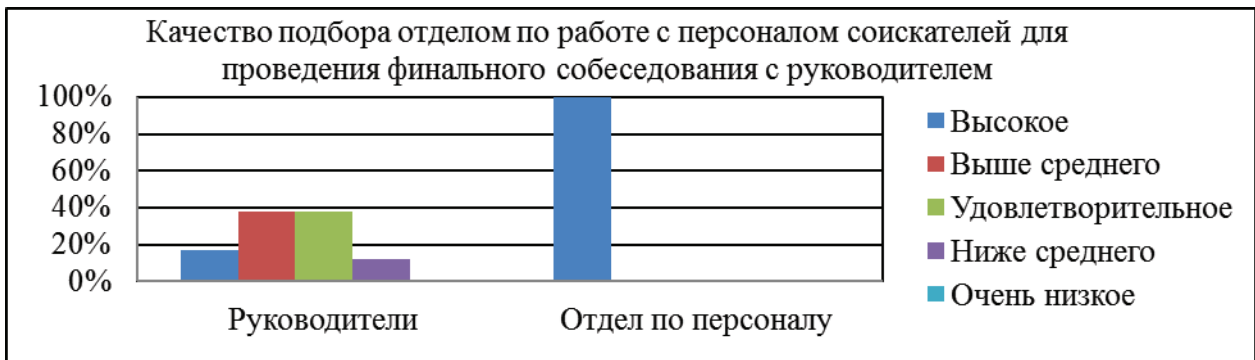 Качество подбора отделом по работе с персоналом соискателей для
проведения финального собеседования с руководителем
100%
80%
60%
40%
20%
0%
Руководители
Отдел по персоналу
Высокое
Выше среднего
Удовлетворительное
Ниже среднего
Очень низкое